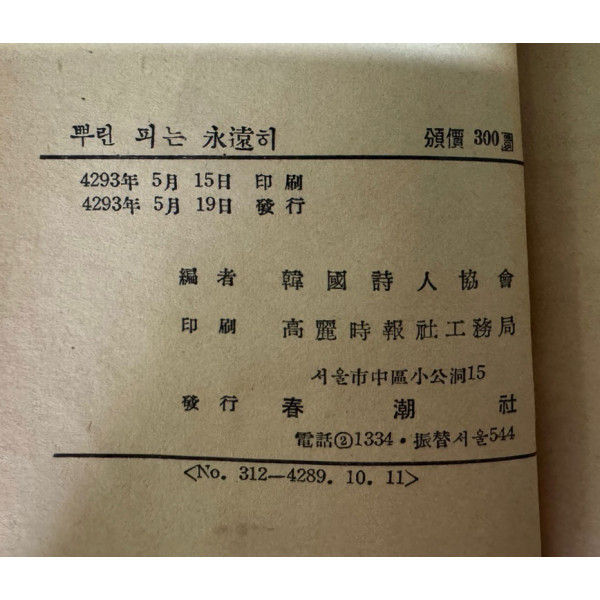 뿌린 피는 永遠히 頒價 300圜
4293年 5月 15日 印刷
4293年 5月 19日 發行
編者 韓國詩人協會
印刷 高麗時報社工務局
서울市中區小公洞15
發行 春潮社
電話②1334·振替서울544
<No. 312—4289. 10. 11>